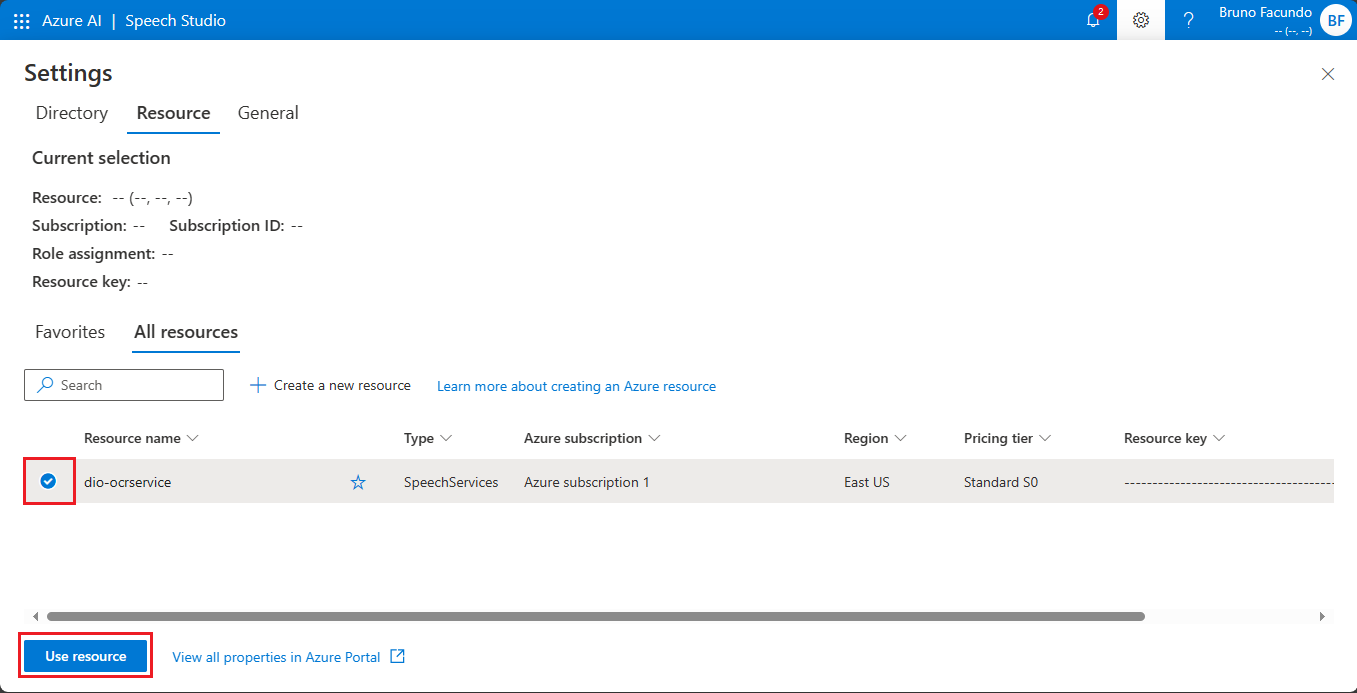 Azure AI | Speech Studio
2
?
Bruno Facundo
-- (--, --)
BF
Settings
Directory Resource General
Current selection
Resource: -- (--, --, --)
Subscription: -- Subscription ID: --
Role assignment: --
Resource key: --
Favorites All resources
Search
Create a new resource
Learn more about creating an Azure resource
Resource name Type Azure subscription Region Pricing tier Resource key
dio-ocrservice SpeechServices Azure subscription 1 East US Standard S0 --------------------------------------
Use resource
View all properties in Azure Portal